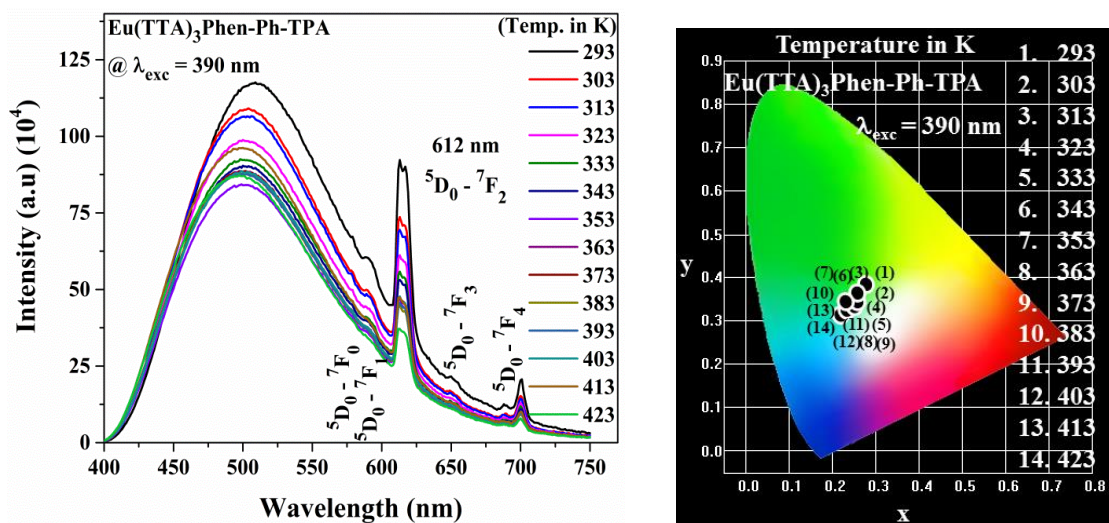 Eu(TTA)₃Phen-Ph-TPA
@ λexc = 390 nm
(Temp. in K)
293
303
313
323
333
343
353
363
373
383
393
403
413
423
612 nm
⁵D₀ - ⁷F₂
⁵D₀ - ⁷F₀
⁵D₀ - ⁷F₁
⁵D₀ - ⁷F₃
⁵D₀ - ⁷F₄
Intensity (a.u) (10⁴)
125
100
75
50
25
0
400 450 500 550 600 650 700 750
Wavelength (nm)
Temperature in K
Eu(TTA)₃Phen-Ph-TPA
λexc = 390 nm
1. 293
2. 303
3. 313
4. 323
5. 333
6. 343
7. 353
8. 363
9. 373
10. 383
11. 393
12. 403
13. 413
14. 423
y
0.9
0.8
0.7
0.6
0.5
0.4
0.3
0.2
0.1
0.0
(7) (6) (3) (1)
(10) (2)
(13) (4)
(14) (11) (5)
(12) (8) (9)
0.0 0.1 0.2 0.3 0.4 0.5 0.6 0.7 0.8
x